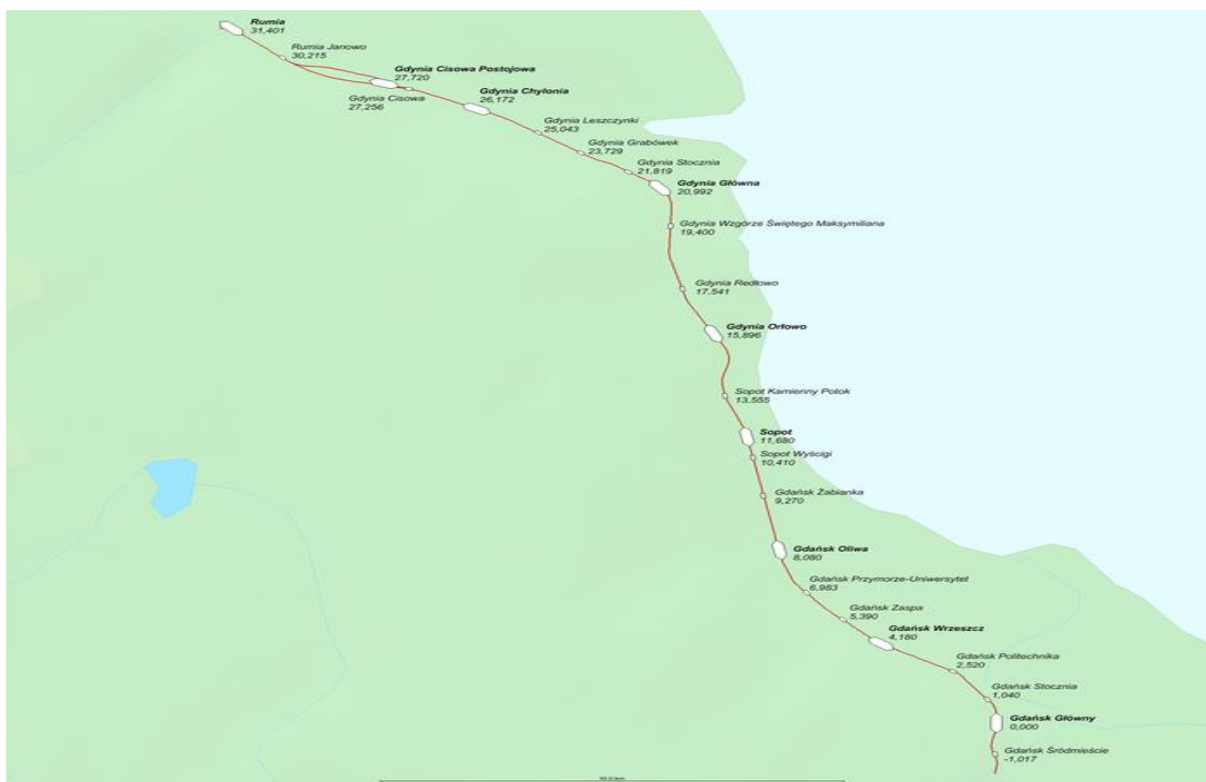 Rumia
31,401
Rumia Janowo
30,215
Gdynia Cisowa Postojowa
27,720
Gdynia Cisowa
27,256
Gdynia Chylonia
26,172
Gdynia Leszczynki
25,043
Gdynia Grabówek
23,729
Gdynia Stocznia
21,819
Gdynia Główna
20,992
Gdynia Wzgórze Świętego Maksymiliana
19,400
Gdynia Redłowo
17,541
Gdynia Orłowo
15,896
Sopot Kamienny Potok
13,555
Sopot
11,680
Sopot Wyścigi
10,410
Gdańsk Żabianka
9,270
Gdańsk Oliwa
8,080
Gdańsk Przymorze-Uniwersytet
6,983
Gdańsk Zaspa
5,390
Gdańsk Wrzeszcz
4,180
Gdańsk Politechnika
2,520
Gdańsk Stocznia
1,040
Gdańsk Główny
0,000
Gdańsk Śródmieście
-1,017